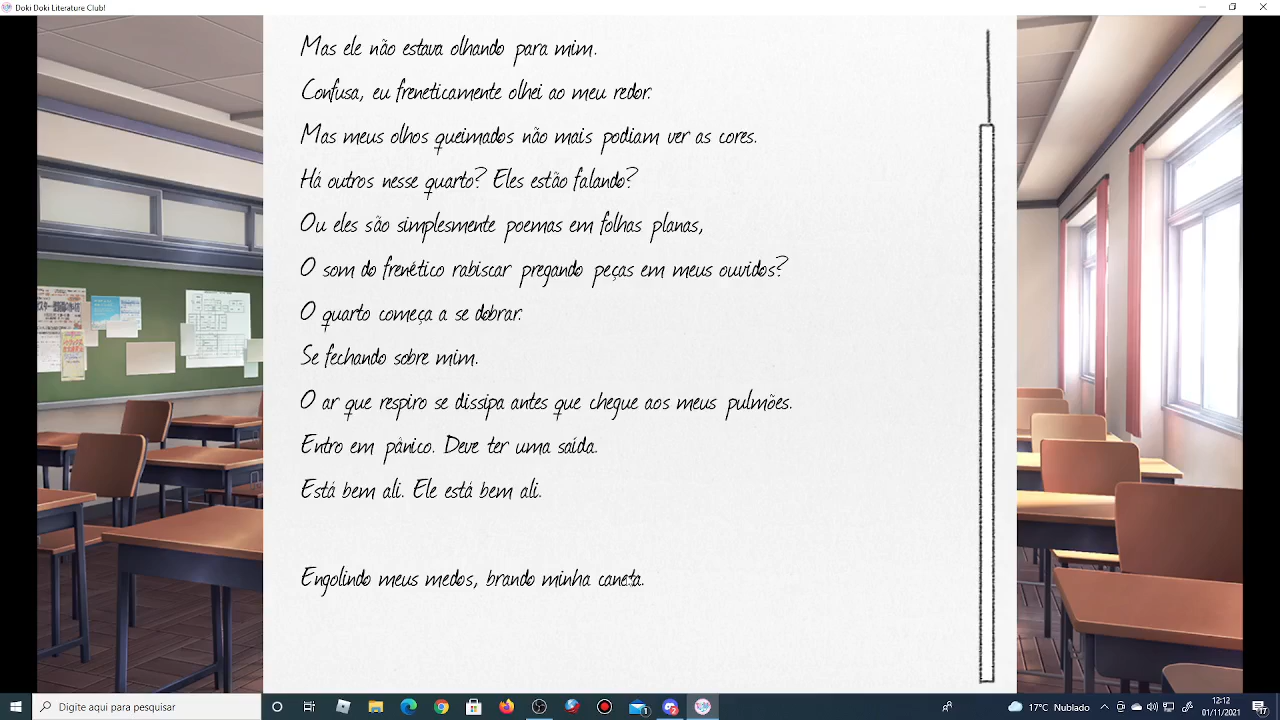 Doki Doki Literature Club!
Mas ele não estava olhando para mim.
Confusa, eu freneticamente olhei ao meu redor.
Mas meus olhos queimados não mais podiam ver as cores.
Há outros nesse quarto? Eles estão falando?
Ou eles são simplesmente poemas em folhas planas,
O som do frenético rabiscar pregando peças em meus ouvidos?
O quarto começa a se dobrar.
Se fechando sobre mim.
O ar que respiro se dissipa antes que chegue aos meus pulmões.
Entro em pânico. Deve ter uma saída.
Está bem ali. Ele está bem ali.
Engolindo meus medos, brando minha caneta.
Digite aqui para pesquisar
17°C Nublado
12:12
01/11/2021